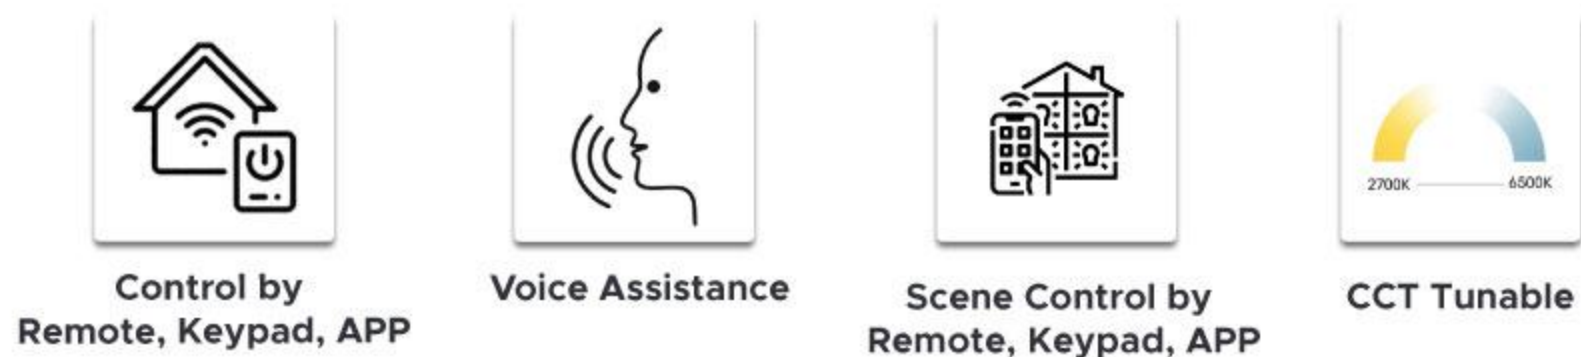 Control by
Remote, Keypad, APP
Voice Assistance
Scene Control by
Remote, Keypad, APP
2700K
6500K
CCT Tunable